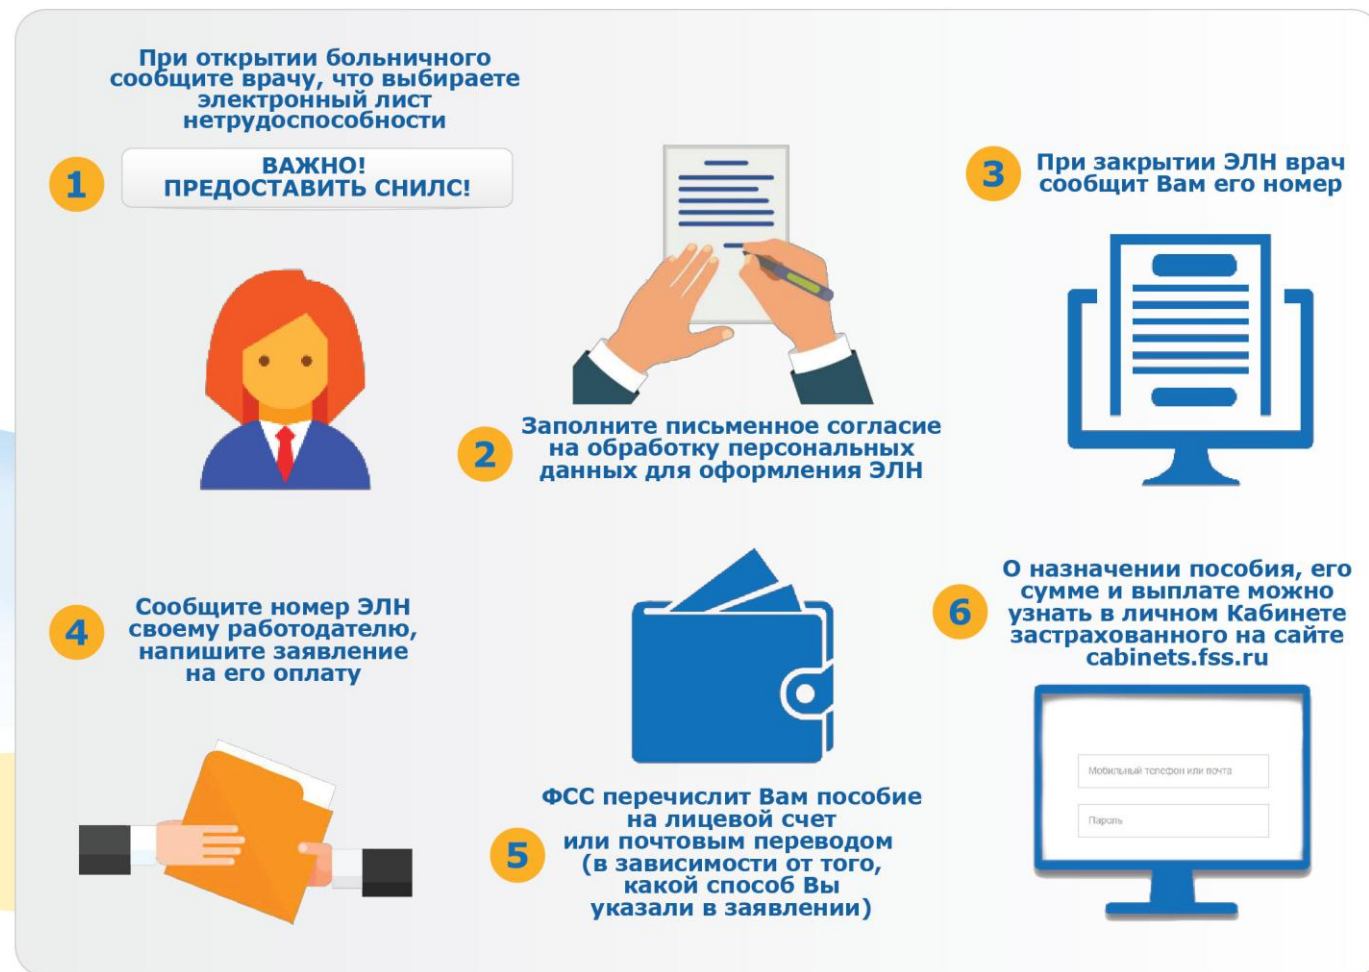 При открытии больничного
сообщите врачу, что выбираете
электронный лист
нетрудоспособности
1
ВАЖНО!
ПРЕДОСТАВИТЬ СНИЛС!
2
Заполните письменное согласие
на обработку персональных
данных для оформления ЭЛН
3
При закрытии ЭЛН врач
сообщит Вам его номер
4
Сообщите номер ЭЛН
своему работодателю,
напишите заявление
на его оплату
5
ФСС перечислит Вам пособие
на лицевой счет
или почтовым переводом
(в зависимости от того,
какой способ Вы
указали в заявлении)
6
О назначении пособия, его
сумме и выплате можно
узнать в личном Кабинете
застрахованного на сайте
cabinets.fss.ru
Мобильный телефон или почта
Пароль